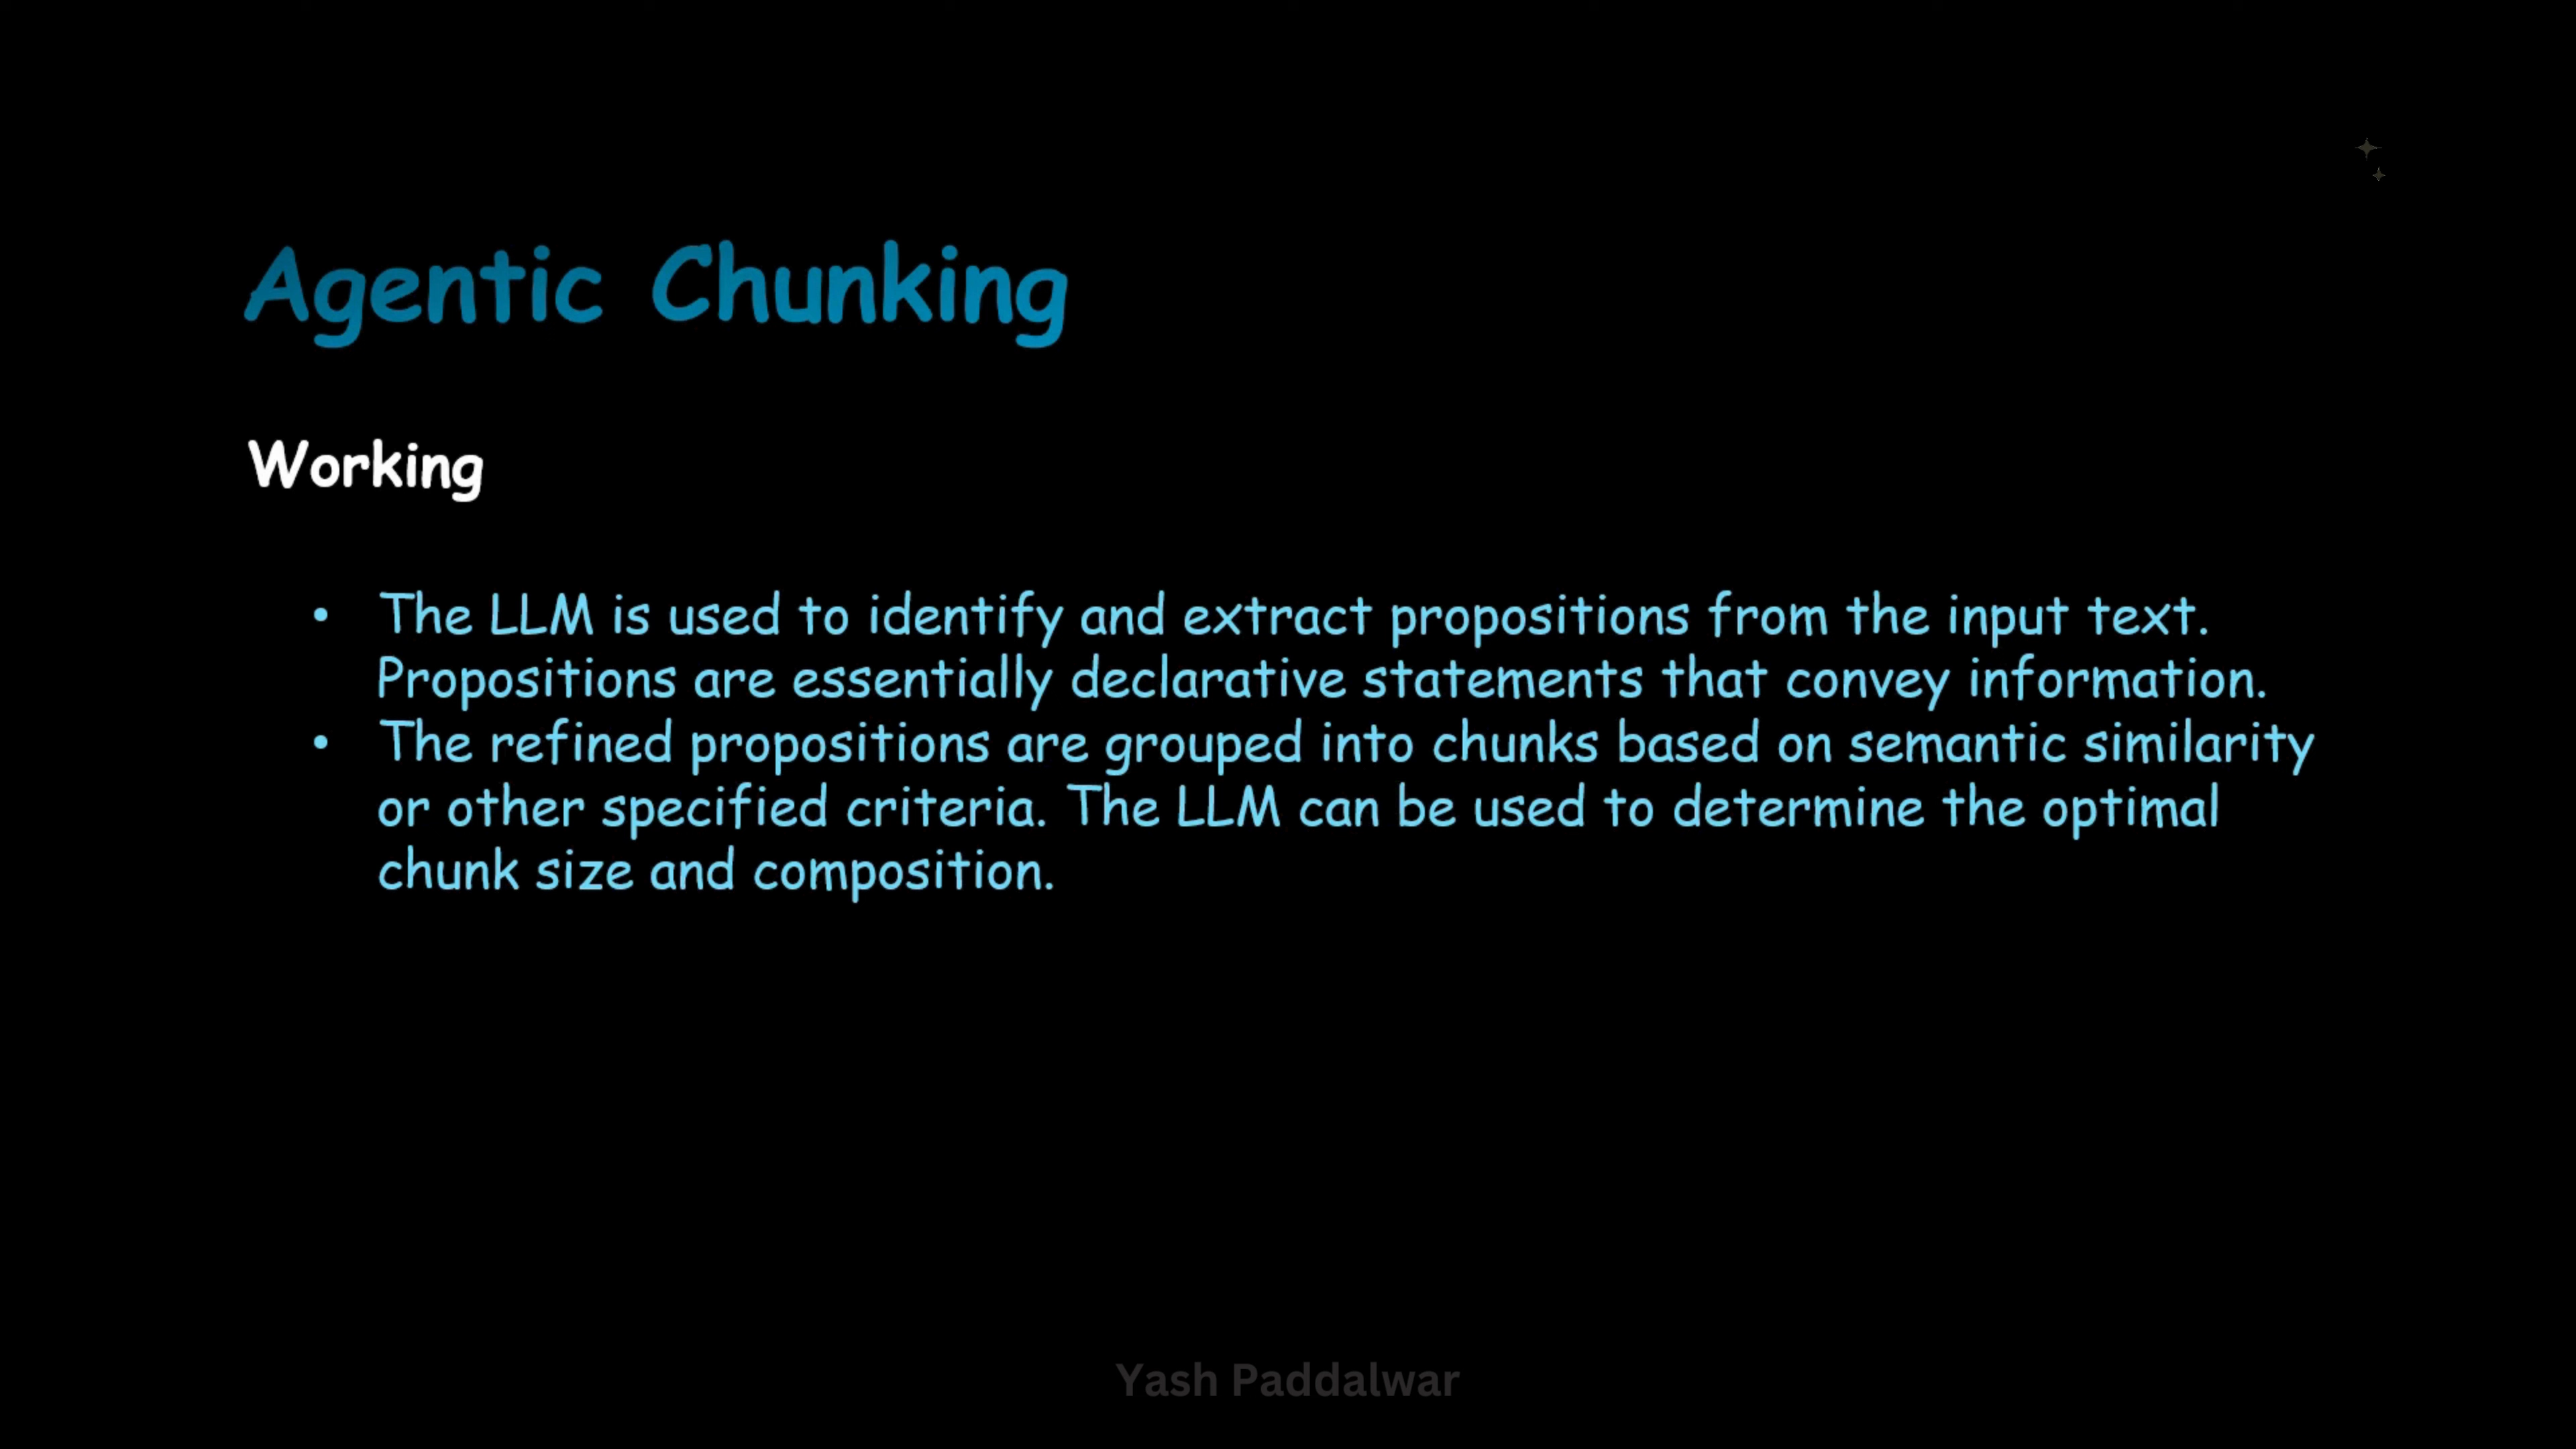 Agentic Chunking
Working
• The LLM is used to identify and extract propositions from the input text.
Propositions are essentially declarative statements that convey information.
• The refined propositions are grouped into chunks based on semantic similarity
or other specified criteria. The LLM can be used to determine the optimal
chunk size and composition.
Yash Paddalwar